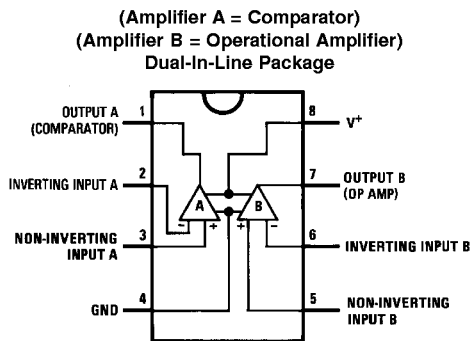 (Amplifier A = Comparator)
(Amplifier B = Operational Amplifier)
Dual-In-Line Package
1
OUTPUT A
(COMPARATOR)
8
V+
2
INVERTING INPUT A
7
OUTPUT B
(OP AMP)
A
B
- +
+ -
3
NON-INVERTING
INPUT A
6
INVERTING INPUT B
4
GND
5
NON-INVERTING
INPUT B